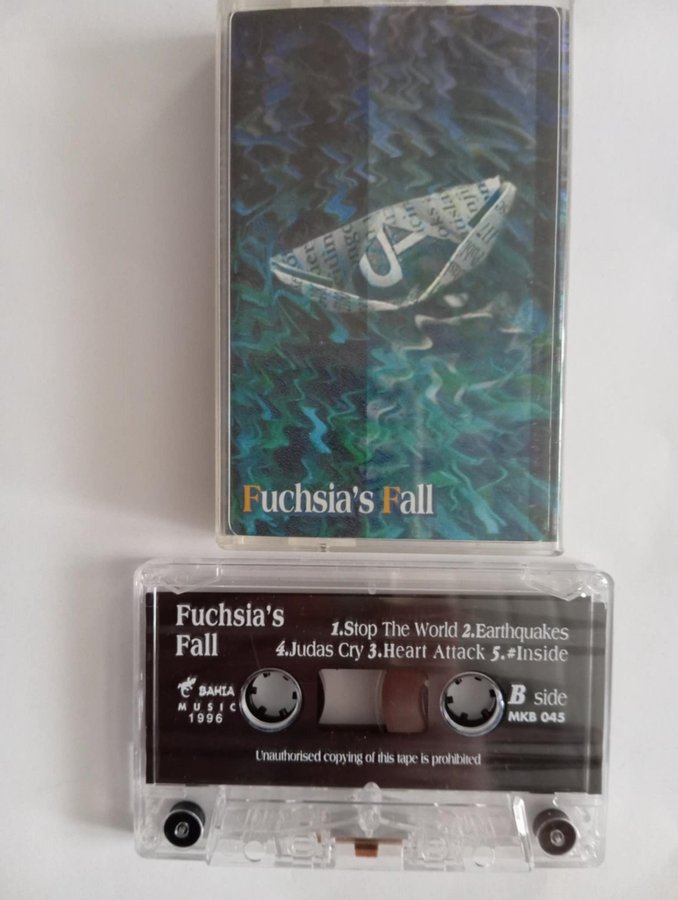 Fuchsia's Fall
Fuchsia's
Fall
1.Stop The World 2.Earthquakes
4.Judas Cry 3.Heart Attack 5.#Inside
BAHIA
MUSIC
1996
B side
MKB 045
Unauthorised copying of this tape is prohibited